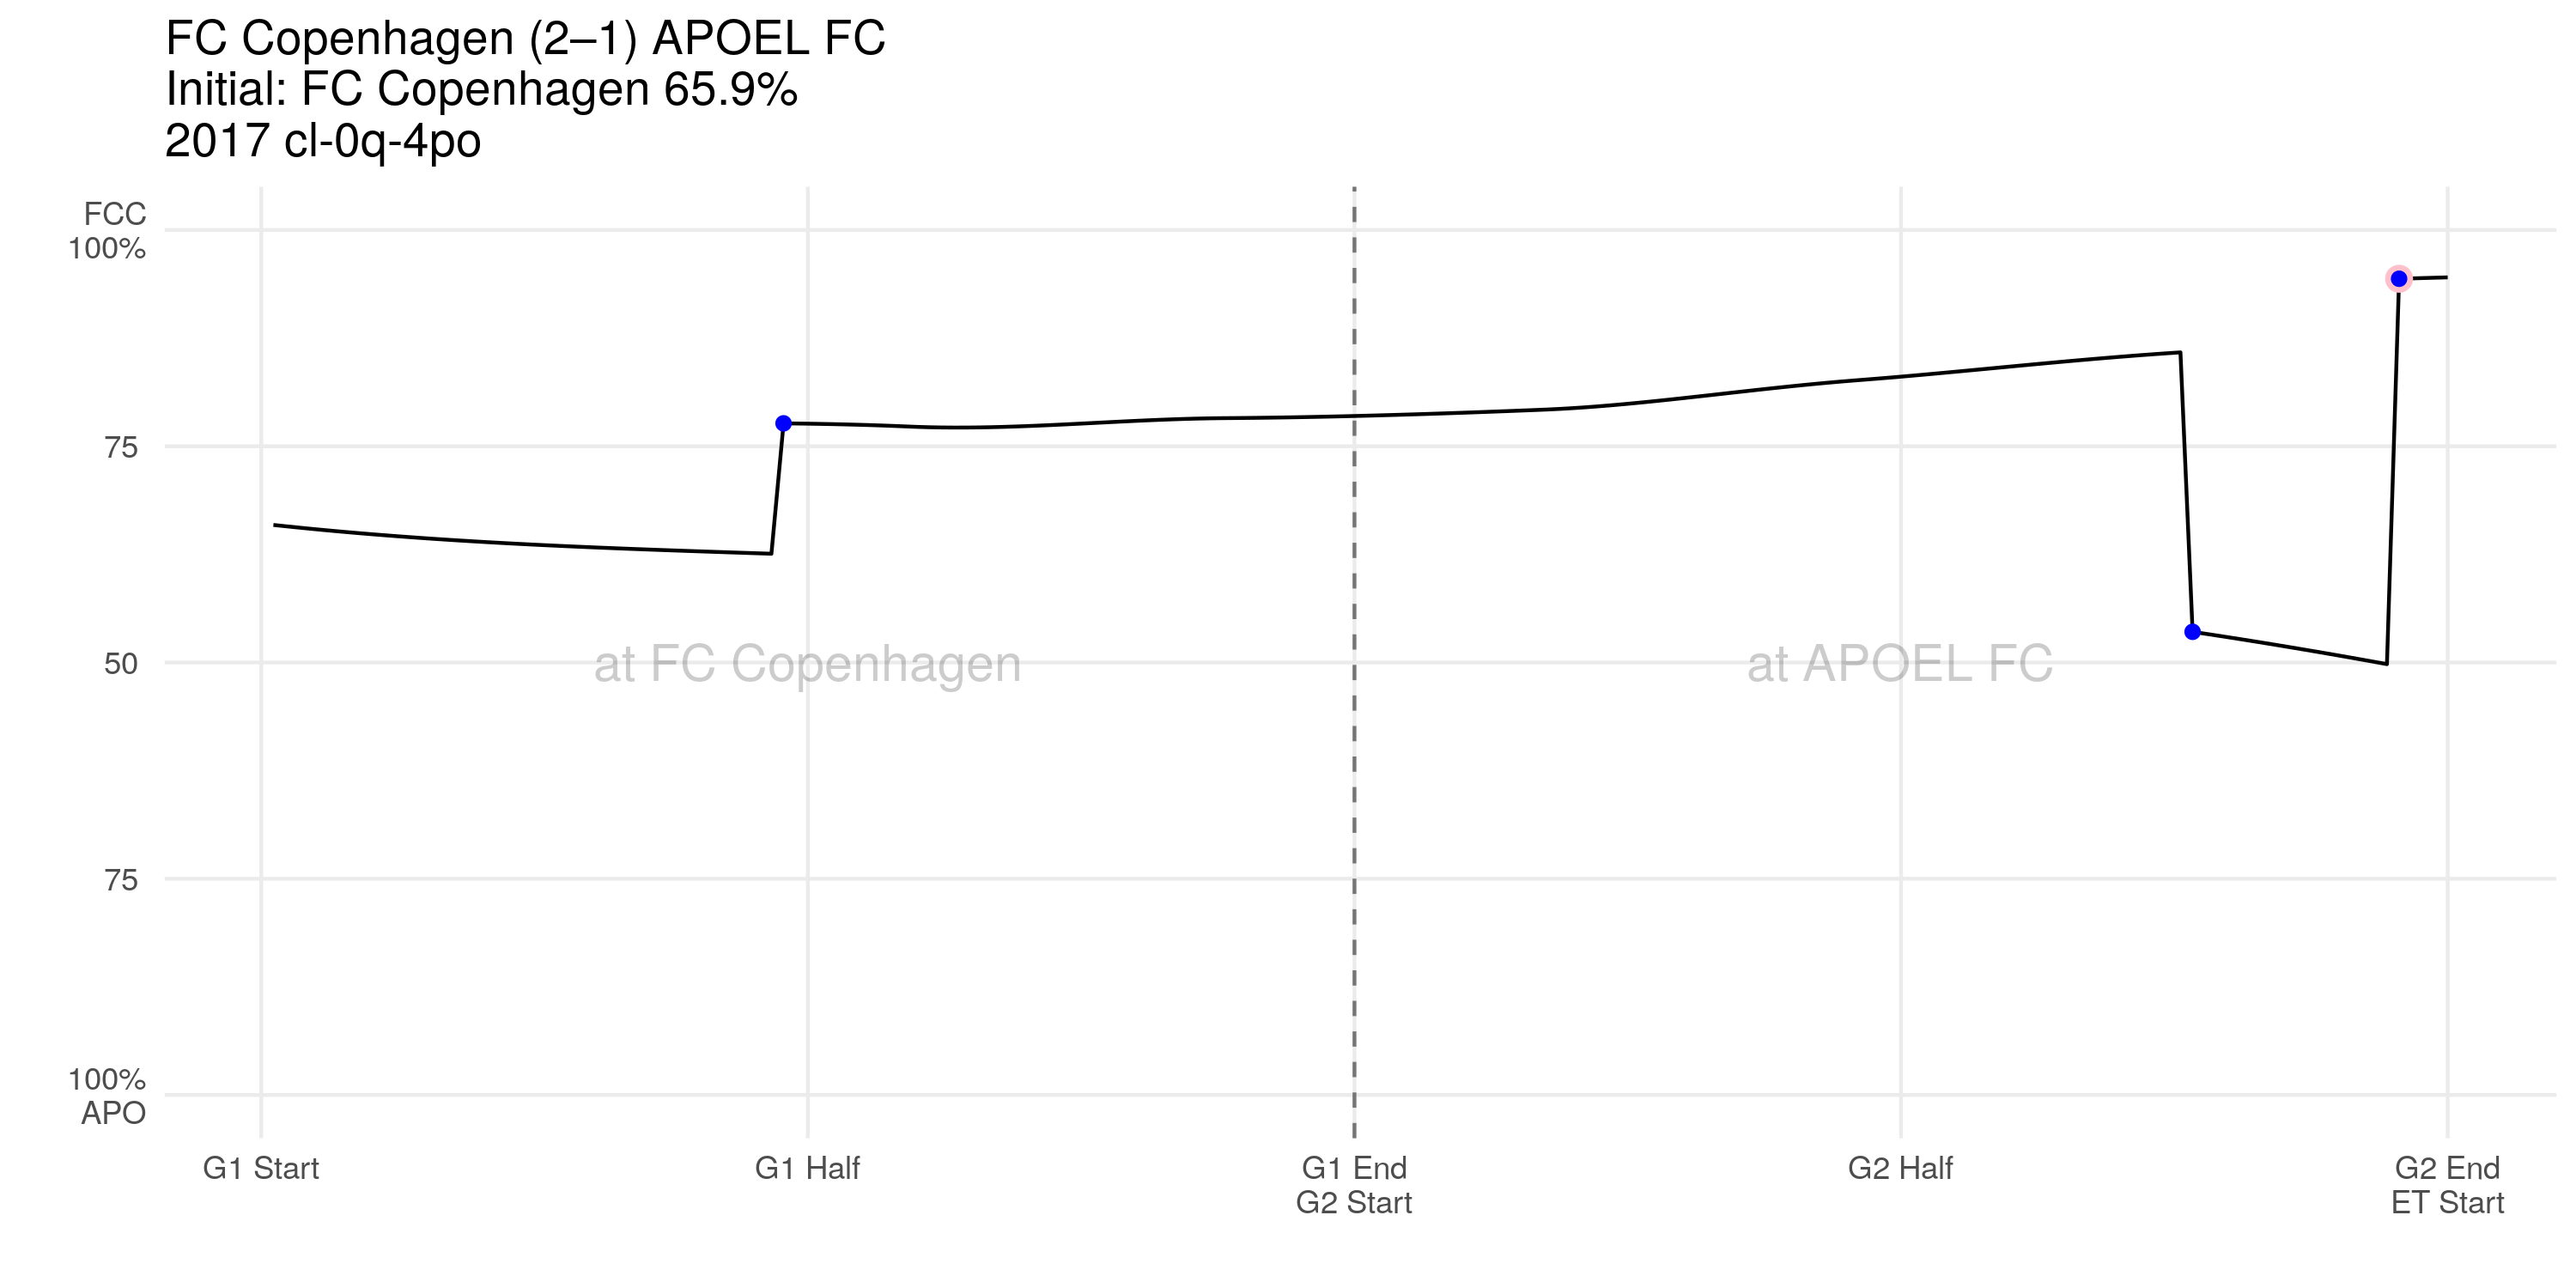 FC Copenhagen (2–1) APOEL FC
Initial: FC Copenhagen 65.9%
2017 cl-0q-4po
FCC
100%
75
50
75
100%
APO
at FC Copenhagen
at APOEL FC
G1 Start
G1 Half
G1 End
G2 Start
G2 Half
G2 End
ET Start